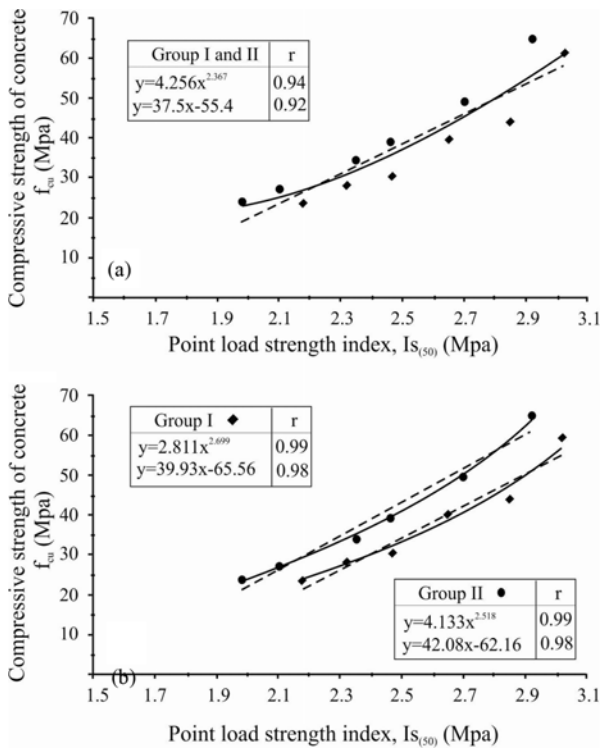 70
60
50
40
30
20
10
Compressive strength of concrete
f_cu (Mpa)
Group I and II r
y=4.256x^2.367 0.94
y=37.5x-55.4 0.92
(a)
1.5 1.7 1.9 2.1 2.3 2.5 2.7 2.9 3.1
Point load strength index, Is_(50) (Mpa)
70
60
50
40
30
20
10
Compressive strength of concrete
f_cu (Mpa)
Group I ◆ r
y=2.811x^2.699 0.99
y=39.93x-65.56 0.98
Group II ● r
y=4.133x^2.518 0.99
y=42.08x-62.16 0.98
(b)
1.5 1.7 1.9 2.1 2.3 2.5 2.7 2.9 3.1
Point load strength index, Is_(50) (Mpa)